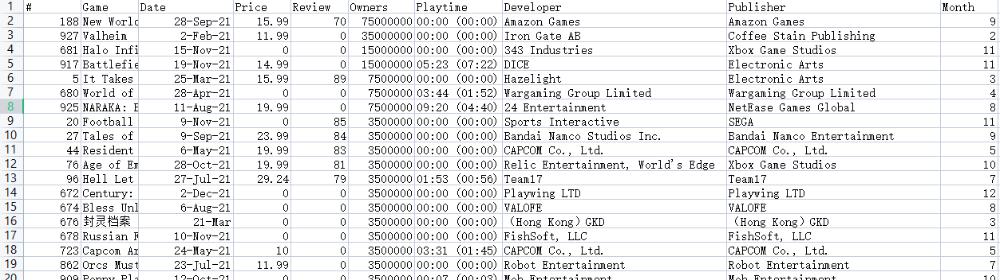 1 # Game Date Price Review Owners Playtime Developer Publisher Month
2 188 New World 28-Sep-21 15.99 70 75000000 00:00 (00:00) Amazon Games Amazon Games 9
3 927 Valheim 2-Feb-21 11.99 0 35000000 00:00 (00:00) Iron Gate AB Coffee Stain Publishing 2
4 681 Halo Infi 15-Nov-21 0 0 15000000 00:00 (00:00) 343 Industries Xbox Game Studios 11
5 917 Battlefie 19-Nov-21 14.99 0 15000000 05:23 (07:22) DICE Electronic Arts 11
6 5 It Takes 25-Mar-21 15.99 89 7500000 00:00 (00:00) Hazelight Electronic Arts 3
7 680 World of 28-Apr-21 0 0 7500000 03:44 (01:52) Wargaming Group Limited Wargaming Group Limited 4
8 925 NARAKA: B 11-Aug-21 19.99 0 7500000 09:20 (04:40) 24 Entertainment NetEase Games Global 8
9 20 Football 9-Nov-21 0 85 3500000 00:00 (00:00) Sports Interactive SEGA 11
10 27 Tales of 9-Sep-21 23.99 84 3500000 00:00 (00:00) Bandai Namco Studios Inc. Bandai Namco Entertainment 9
11 44 Resident 6-May-21 19.99 83 3500000 00:00 (00:00) CAPCOM Co., Ltd. CAPCOM Co., Ltd. 5
12 76 Age of Em 28-Oct-21 19.99 81 3500000 00:00 (00:00) Relic Entertainment, World's Edge Xbox Game Studios 10
13 96 Hell Let 27-Jul-21 29.24 79 3500000 01:53 (00:56) Team17 Team17 7
14 672 Century: 2-Dec-21 0 0 3500000 00:00 (00:00) Playwing LTD Playwing LTD 12
15 674 Bless Unl 6-Aug-21 0 0 3500000 00:00 (00:00) VALOFE VALOFE 8
16 676 封灵档案 21-Mar 0 0 3500000 00:00 (00:00) （Hong Kong）GKD （Hong Kong）GKD 3
17 678 Russian F 10-Nov-21 0 0 3500000 00:00 (00:00) FishSoft, LLC FishSoft, LLC 11
18 723 Capcom Ar 24-May-21 10 0 3500000 03:31 (01:45) CAPCOM Co., Ltd. CAPCOM Co., Ltd. 5
19 862 Orcs Must 23-Jul-21 11.99 0 3500000 00:00 (00:00) Robot Entertainment Robot Entertainment 7
20 909 12-Oct-21 0 0 3500000 00:07 (00:03) Mob Entertainment Mob Entertainment 10